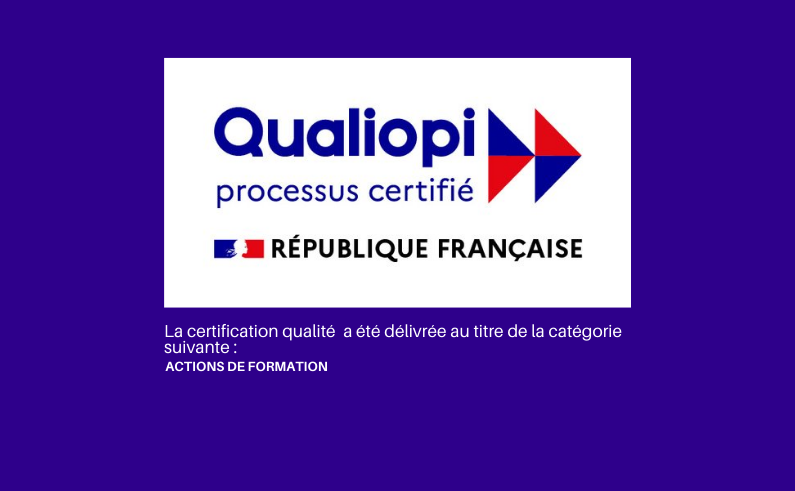 Qualiopi
processus certifié
RÉPUBLIQUE FRANÇAISE
La certification qualité  a été délivrée au titre de la catégorie
suivante :
ACTIONS DE FORMATION